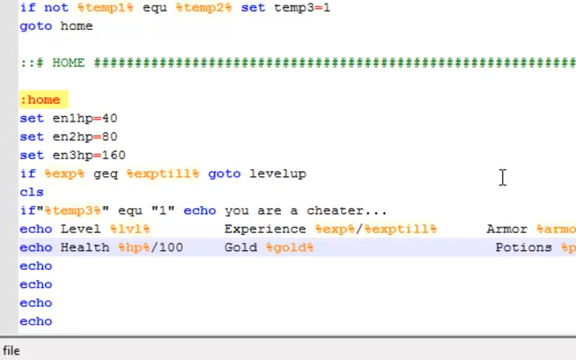 if not %temp1% equ %temp2% set temp3=1
goto home
::# HOME ############################################################
:home
set en1hp=40
set en2hp=80
set en3hp=160
if %exp% geq %exptill% goto levelup
cls
if"%temp3%" equ "1" echo you are a cheater...
echo Level %lvl% Experience %exp%/%exptill% Armor %armo
echo Health %hp%/100 Gold %gold% Potions %p
echo
echo
echo
echo
file